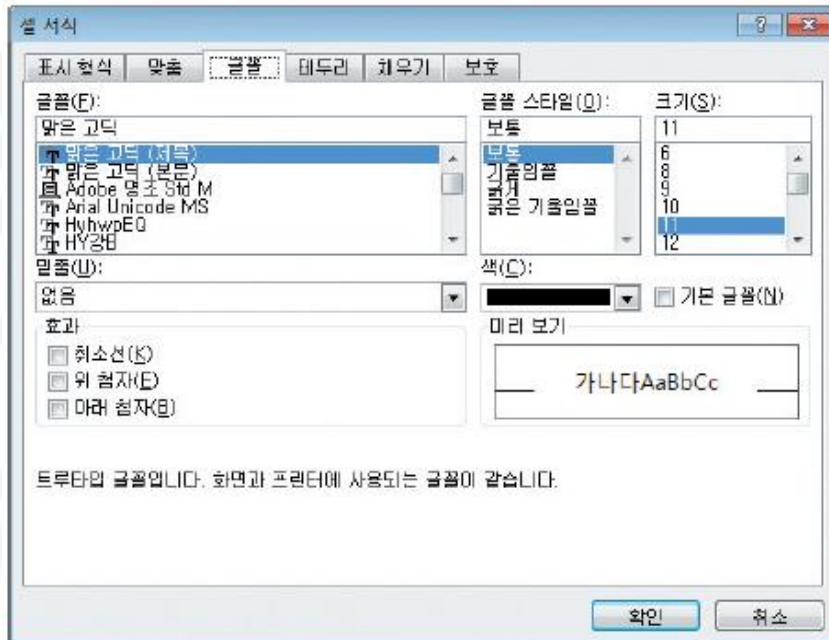 셀 서식
표시 형식 맞춤 글꼴 테두리 채우기 보호
글꼴(F): 글꼴 스타일(O): 크기(S):
맑은 고딕 보통 11
맑은 고딕 (제목) 보통 6
맑은 고딕 (본문) 기울임꼴 8
Adobe 명조 Std M 굵게 9
Arial Unicode MS 굵은 기울임꼴 10
HyhwpEQ 11
HY강B 12
밑줄(U): 색(C):
없음 기본 글꼴(N)
효과 미리 보기
취소선(K)
위 첨자(E) 가나다AaBbCc
아래 첨자(B)
트루타입 글꼴입니다. 화면과 프린터에 사용되는 글꼴이 같습니다.
확인 취소